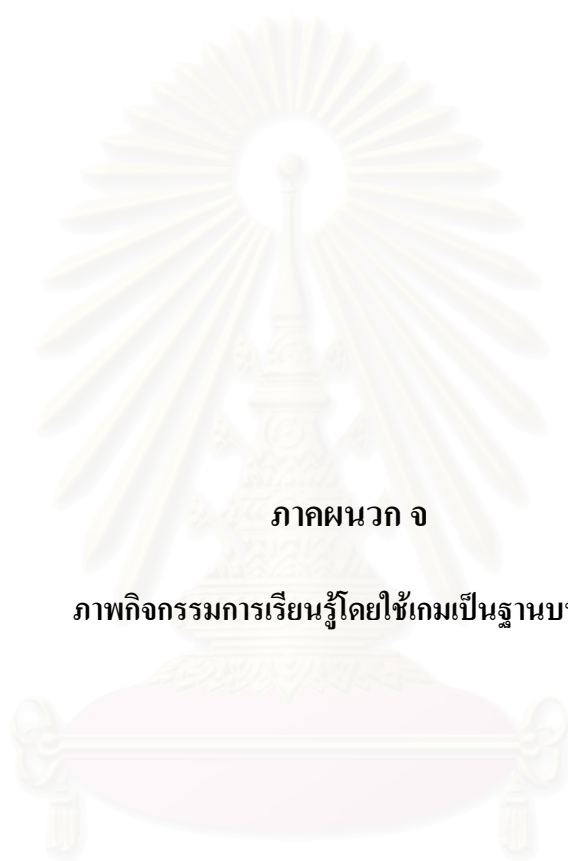 ภาคผนวก จ
ภาพกิจกรรมการเรียนรู้โดยใช้เกมเป็นฐาน